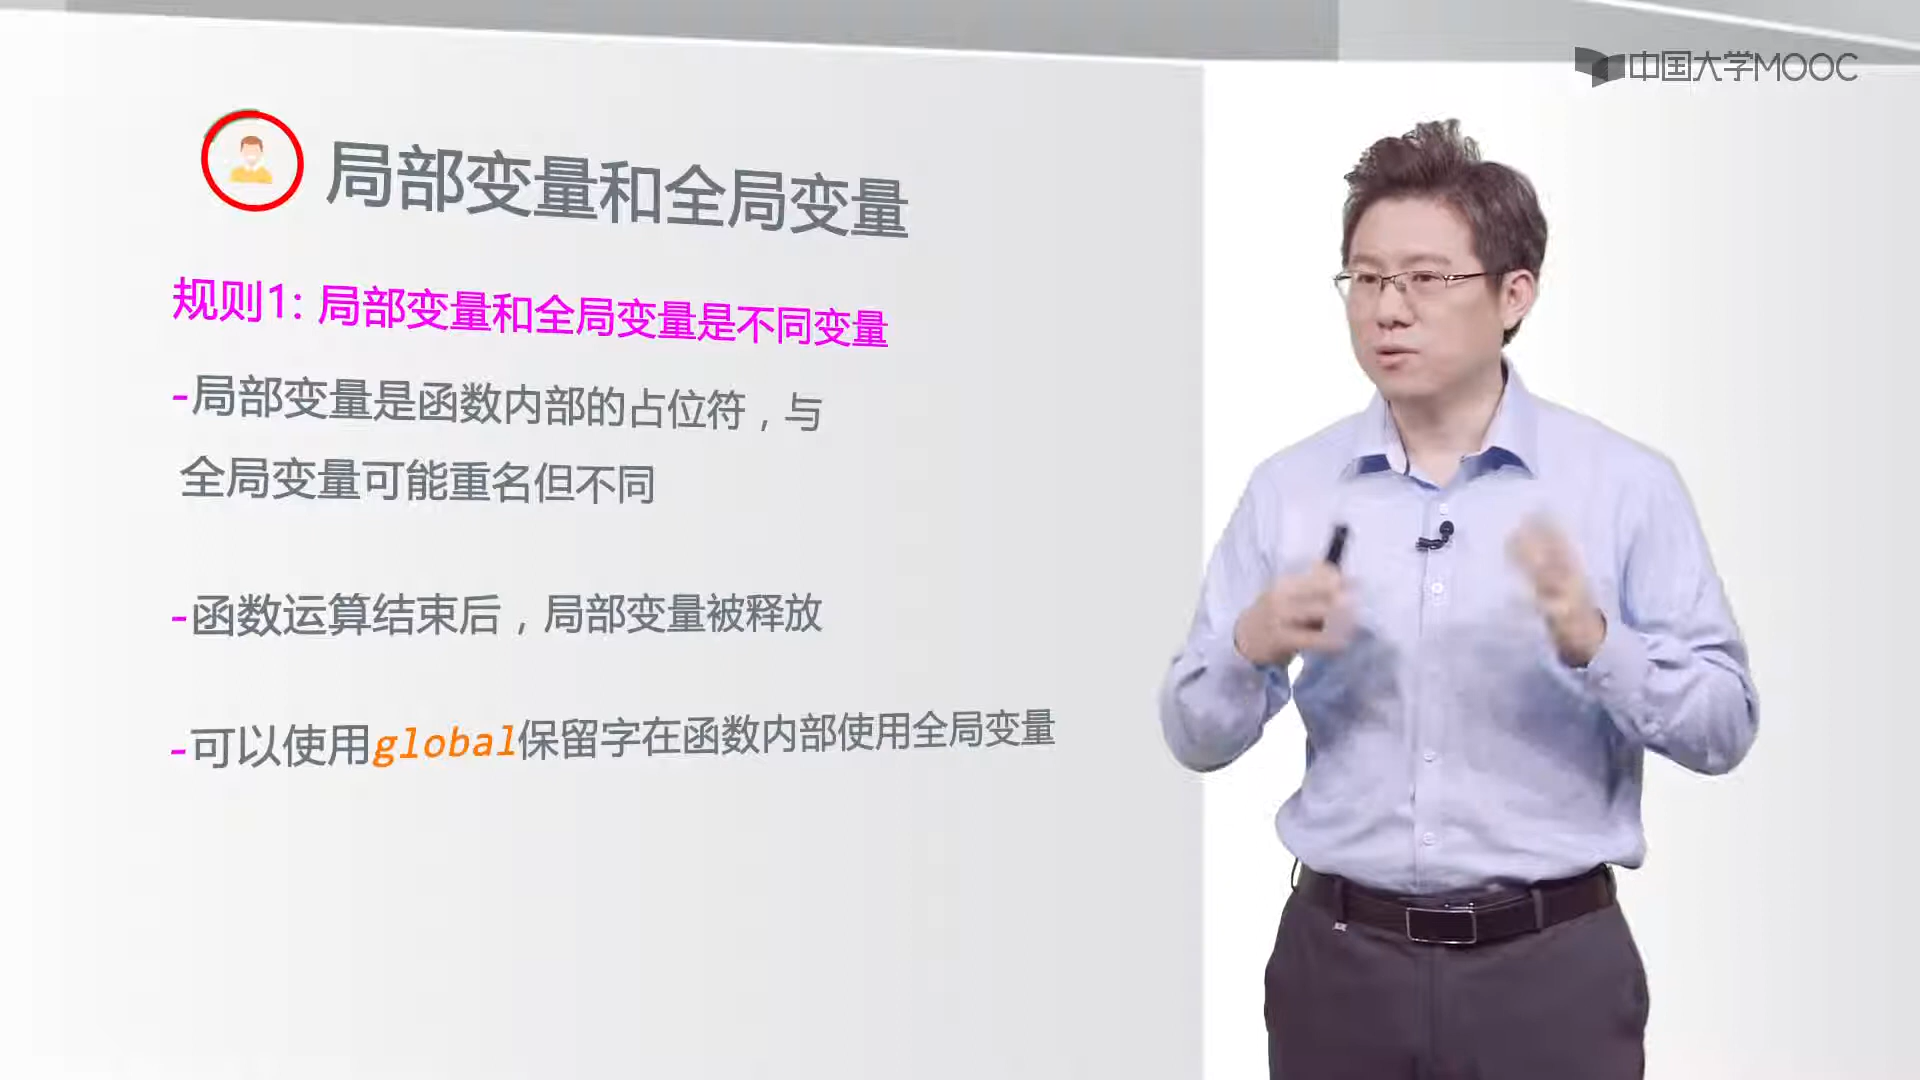 中国大学MOOC
局部变量和全局变量
规则1: 局部变量和全局变量是不同变量
-局部变量是函数内部的占位符，与
全局变量可能重名但不同
-函数运算结束后，局部变量被释放
-可以使用global保留字在函数内部使用全局变量